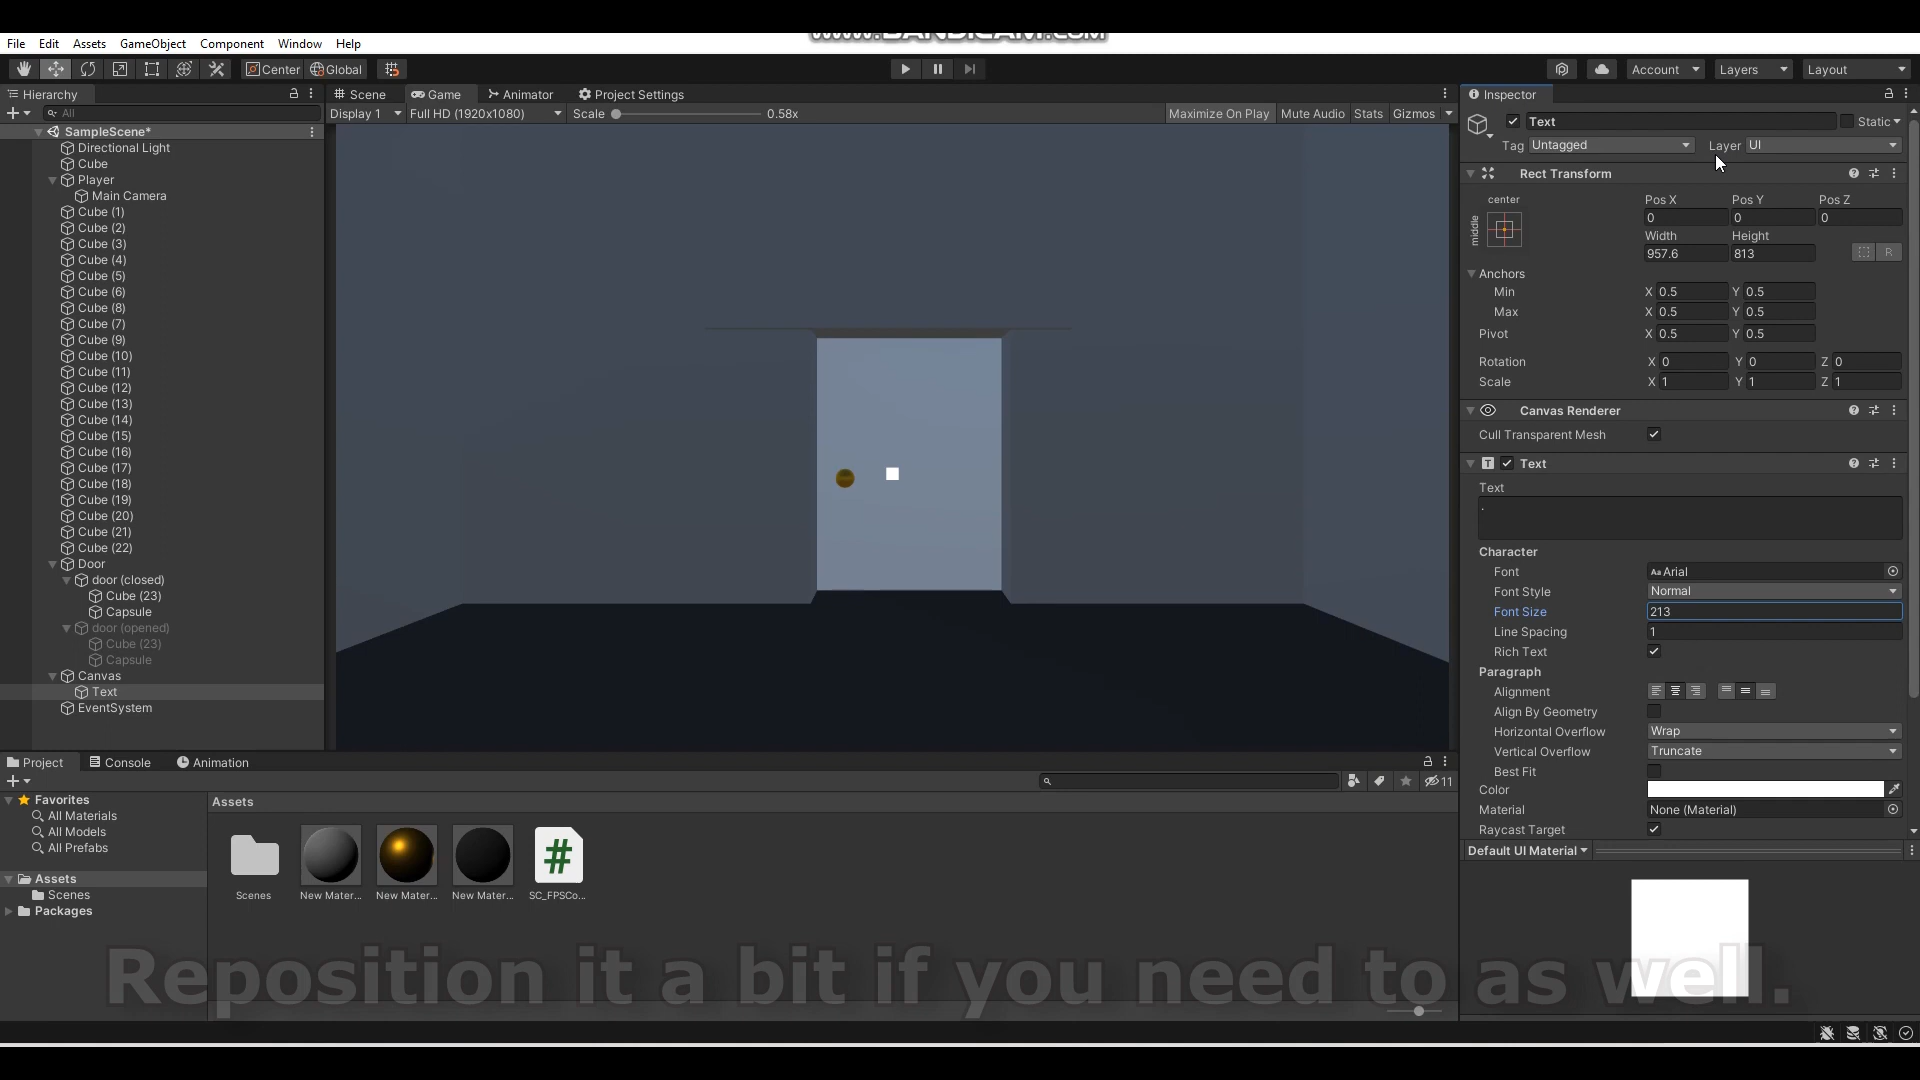 www.BANDICAM.com
File Edit Assets GameObject Component Window Help
Center Global Account Layers Layout
Hierarchy
All
SampleScene*
Directional Light
Cube
Player
Main Camera
Cube (1)
Cube (2)
Cube (3)
Cube (4)
Cube (5)
Cube (6)
Cube (8)
Cube (7)
Cube (9)
Cube (10)
Cube (11)
Cube (12)
Cube (13)
Cube (14)
Cube (15)
Cube (16)
Cube (17)
Cube (18)
Cube (19)
Cube (20)
Cube (21)
Cube (22)
Door
door (closed)
Cube (23)
Capsule
door (opened)
Cube (23)
Capsule
Canvas
Text
EventSystem
Scene Game Animator Project Settings
Display 1 Full HD (1920x1080) Scale 0.58x Maximize On Play Mute Audio Stats Gizmos
Inspector
Text Static
Tag Untagged Layer UI
Rect Transform
center
middle
Pos X Pos Y Pos Z
0 0 0
Width Height
957.6 813 R
Anchors
Min X 0.5 Y 0.5
Max X 0.5 Y 0.5
Pivot X 0.5 Y 0.5
Rotation X 0 Y 0 Z 0
Scale X 1 Y 1 Z 1
Canvas Renderer
Cull Transparent Mesh
T Text
Text
.
Character
Font Aa Arial
Font Style Normal
Font Size 213
Line Spacing 1
Rich Text
Paragraph
Alignment
Align By Geometry
Horizontal Overflow Wrap
Vertical Overflow Truncate
Best Fit
Color
Material None (Material)
Raycast Target
Default UI Material
Project Console Animation
11
Favorites
All Materials
All Models
All Prefabs
Assets
Scenes
Packages
Assets
Scenes New Mater... New Mater... New Mater... # SC_FPSCo...
Reposition it a bit if you need to as well.